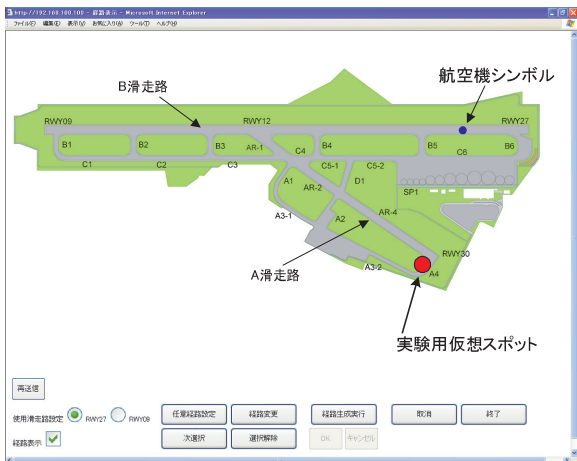 http://192.168.180.100 - 経路表示 - Microsoft Internet Explorer
ファイル(F) 編集(E) 表示(V) お気に入り(A) ツール(T) ヘルプ(H)
航空機シンボル
B滑走路
RWY09 RWY12 RWY27
B1 B2 B3 AR-1 C4 B4 B5 C6 B6
C1 C2 C3 C5-1 C5-2
A1 AR-2 D1 SP1
A3-1 A2 AR-4
RWY30
A滑走路 A3-2 A4
実験用仮想スポット
再送信
使用滑走路設定 RWY27 RWY09
任意経路設定 経路変更 経路生成実行 取消 終了
経路表示
次選択 選択解除 OK キャンセル